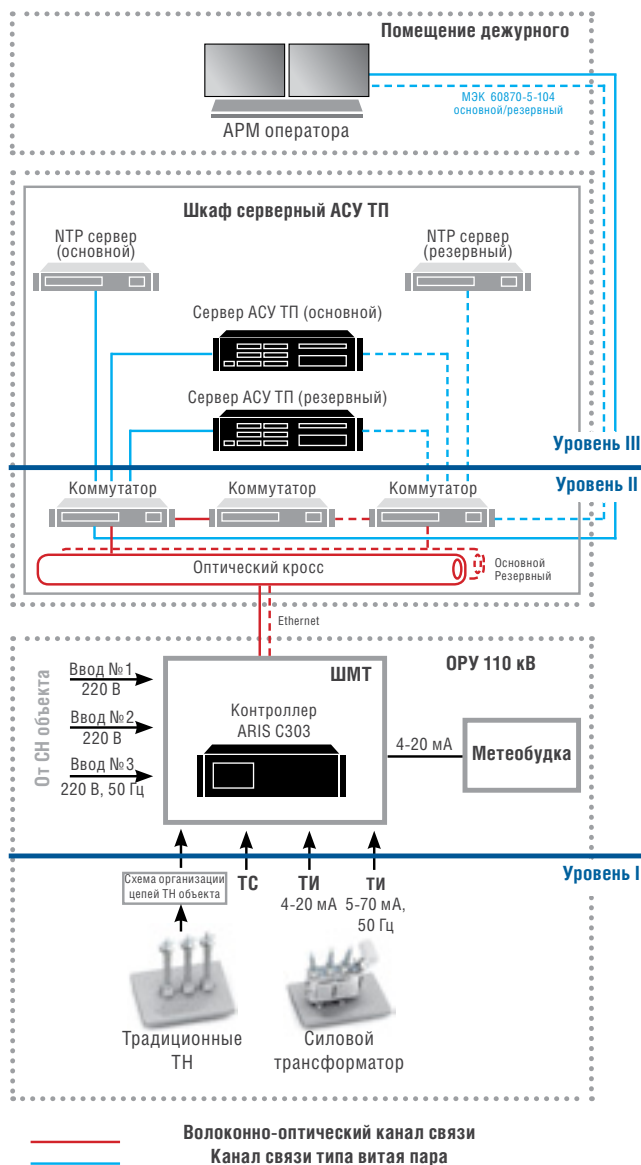 Помещение дежурного
МЭК 60870-5-104
основной/резервный
АРМ оператора
Шкаф серверный АСУ ТП
NTP сервер
(основной)
NTP сервер
(резервный)
Сервер АСУ ТП (основной)
Сервер АСУ ТП (резервный)
Уровень III
Уровень II
Коммутатор
Коммутатор
Коммутатор
Оптический кросс
Основной
Резервный
Ethernet
ОРУ 110 кВ
ШМТ
От СН объекта
Ввод №1
220 В
Ввод №2
220 В
Ввод №3
220 В, 50 Гц
Контроллер
ARIS C303
4-20 мА
Метеобудка
Уровень I
Схема организации
цепей ТН объекта
ТС
ТИ
4-20 мА
ТИ
5-70 мА,
50 Гц
Традиционные
ТН
Силовой
трансформатор
Волоконно-оптический канал связи
Канал связи типа витая пара